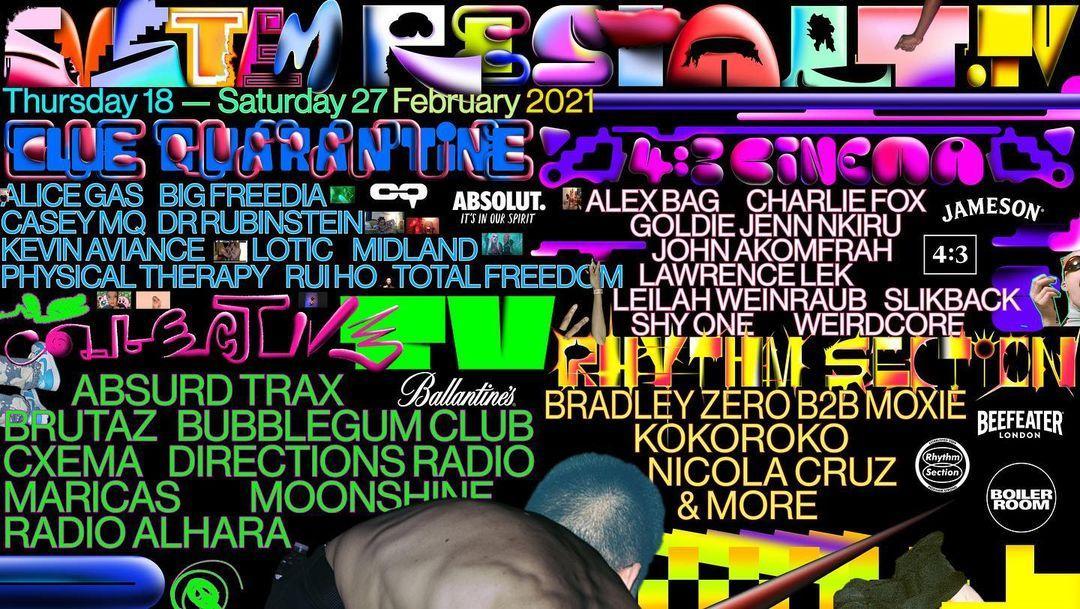 SYSTEM RESTART.TV
Thursday 18 — Saturday 27 February 2021
CLUB QUARANTINE
ALICE GAS BIG FREEDIA
CASEY MQ DR RUBINSTEIN
KEVIN AVIANCE LOTIC MIDLAND
PHYSICAL THERAPY RUI HO TOTAL FREEDOM
CQ
ABSOLUT.
IT'S IN OUR SPIRIT
4:3 CINEMA
ALEX BAG CHARLIE FOX
GOLDIE JENN NKIRU
JOHN AKOMFRAH
LAWRENCE LEK
LEILAH WEINRAUB SLIKBACK
SHY ONE WEIRDCORE
JAMESON
4:3
COLLECTIVE TV
ABSURD TRAX
BRUTAZ BUBBLEGUM CLUB
CXEMA DIRECTIONS RADIO
MARICAS MOONSHINE
RADIO ALHARA
Ballantine's
RHYTHM SECTION
BRADLEY ZERO B2B MOXIE
KOKOROKO
NICOLA CRUZ
& MORE
BEEFEATER
LONDON
Rhythm
Section
BOILER
ROOM